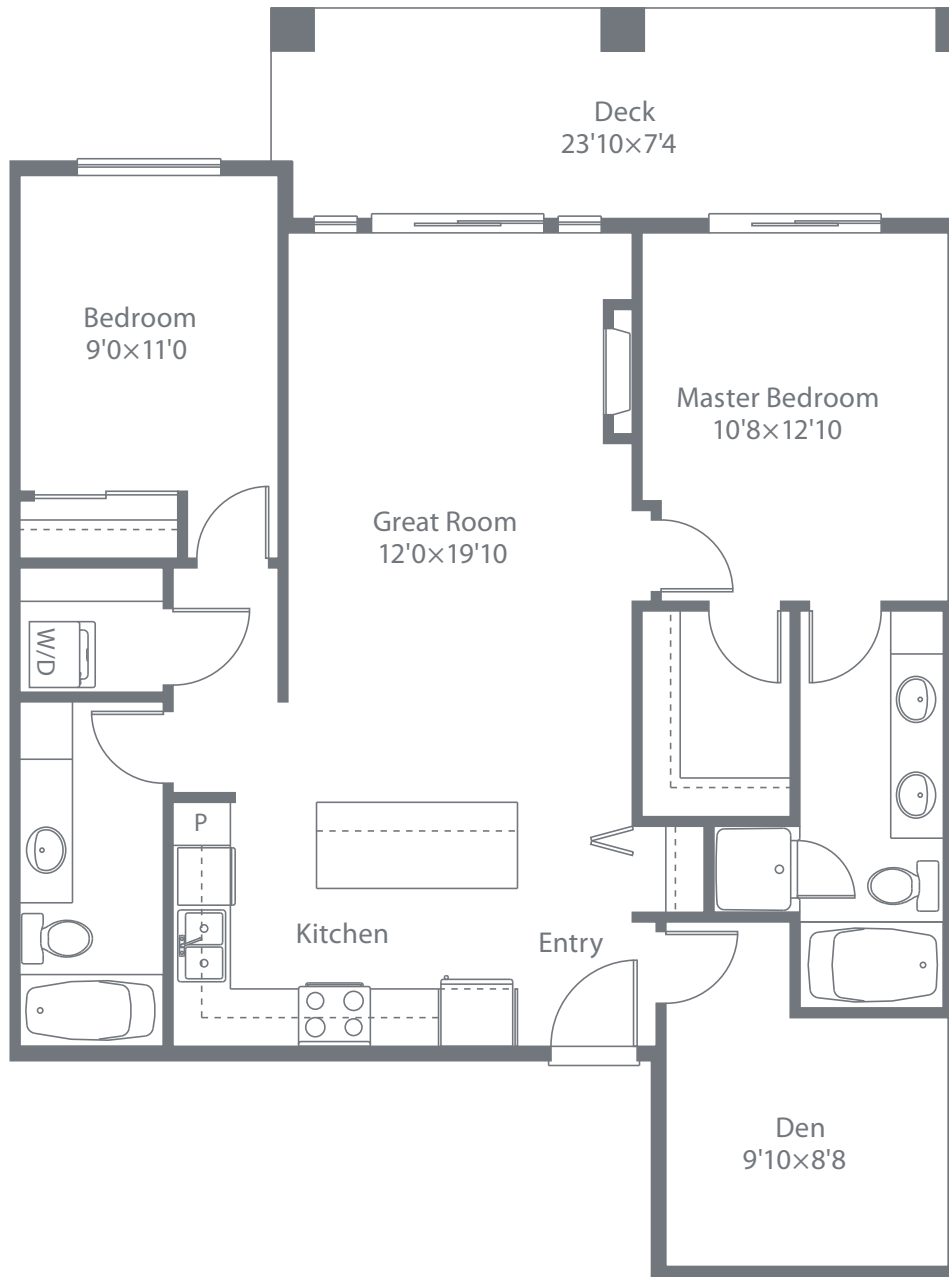 Deck
23'10×7'4
Bedroom
9'0×11'0
Master Bedroom
10'8×12'10
Great Room
12'0×19'10
W/D
P
Kitchen
Entry
Den
9'10×8'8